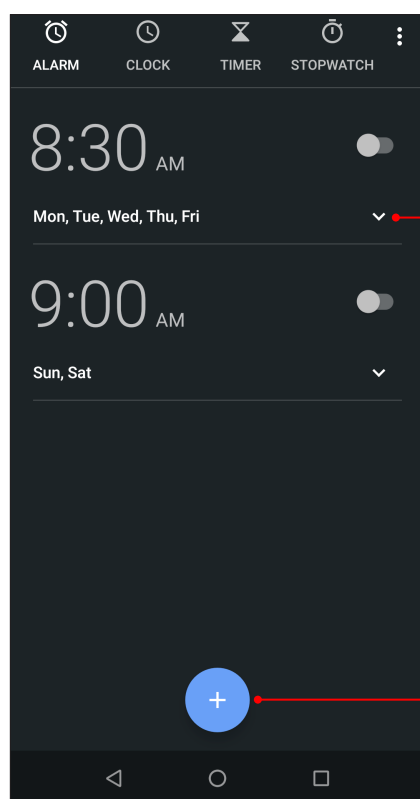 ALARM CLOCK TIMER STOPWATCH
8:30 AM
Mon, Tue, Wed, Thu, Fri
9:00 AM
Sun, Sat